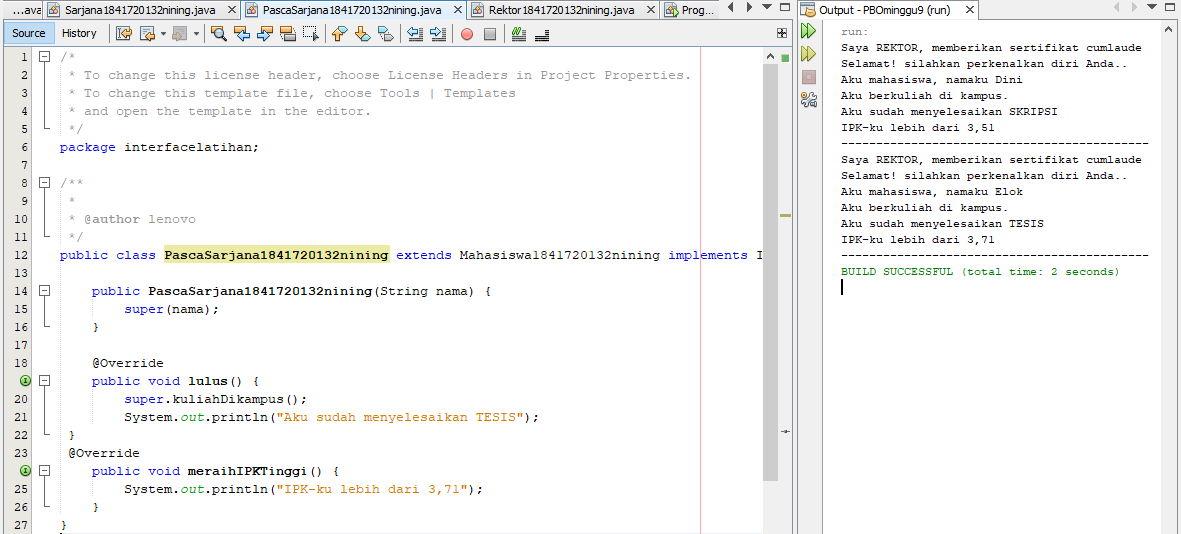 ...ava Sarjana1841720132nining.java PascaSarjana1841720132nining.java Rektor1841720132nining.java Prog...
Source History
1 /*
2 * To change this license header, choose License Headers in Project Properties.
3 * To change this template file, choose Tools | Templates
4 * and open the template in the editor.
5 */
6 package interfacelatihan;
7
8 /**
9 *
10 * @author lenovo
11 */
12 public class PascaSarjana1841720132nining extends Mahasiswa1841720132nining implements I
13
14 public PascaSarjana1841720132nining(String nama) {
15 super(nama);
16 }
17
18 @Override
public void lulus() {
20 super.kuliahDikampus();
21 System.out.println("Aku sudah menyelesaikan TESIS");
22 }
23 @Override
public void meraihIPKTinggi() {
25 System.out.println("IPK-ku lebih dari 3,71");
26 }
27 }
Output - PBOminggu9 (run)
run:
Saya REKTOR, memberikan sertifikat cumlaude
Selamat! silahkan perkenalkan diri Anda..
Aku mahasiswa, namaku Dini
Aku berkuliah di kampus.
Aku sudah menyelesaikan SKRIPSI
IPK-ku lebih dari 3,51
--------------------------------------------
Saya REKTOR, memberikan sertifikat cumlaude
Selamat! silahkan perkenalkan diri Anda..
Aku mahasiswa, namaku Elok
Aku berkuliah di kampus.
Aku sudah menyelesaikan TESIS
IPK-ku lebih dari 3,71
--------------------------------------------
BUILD SUCCESSFUL (total time: 2 seconds)